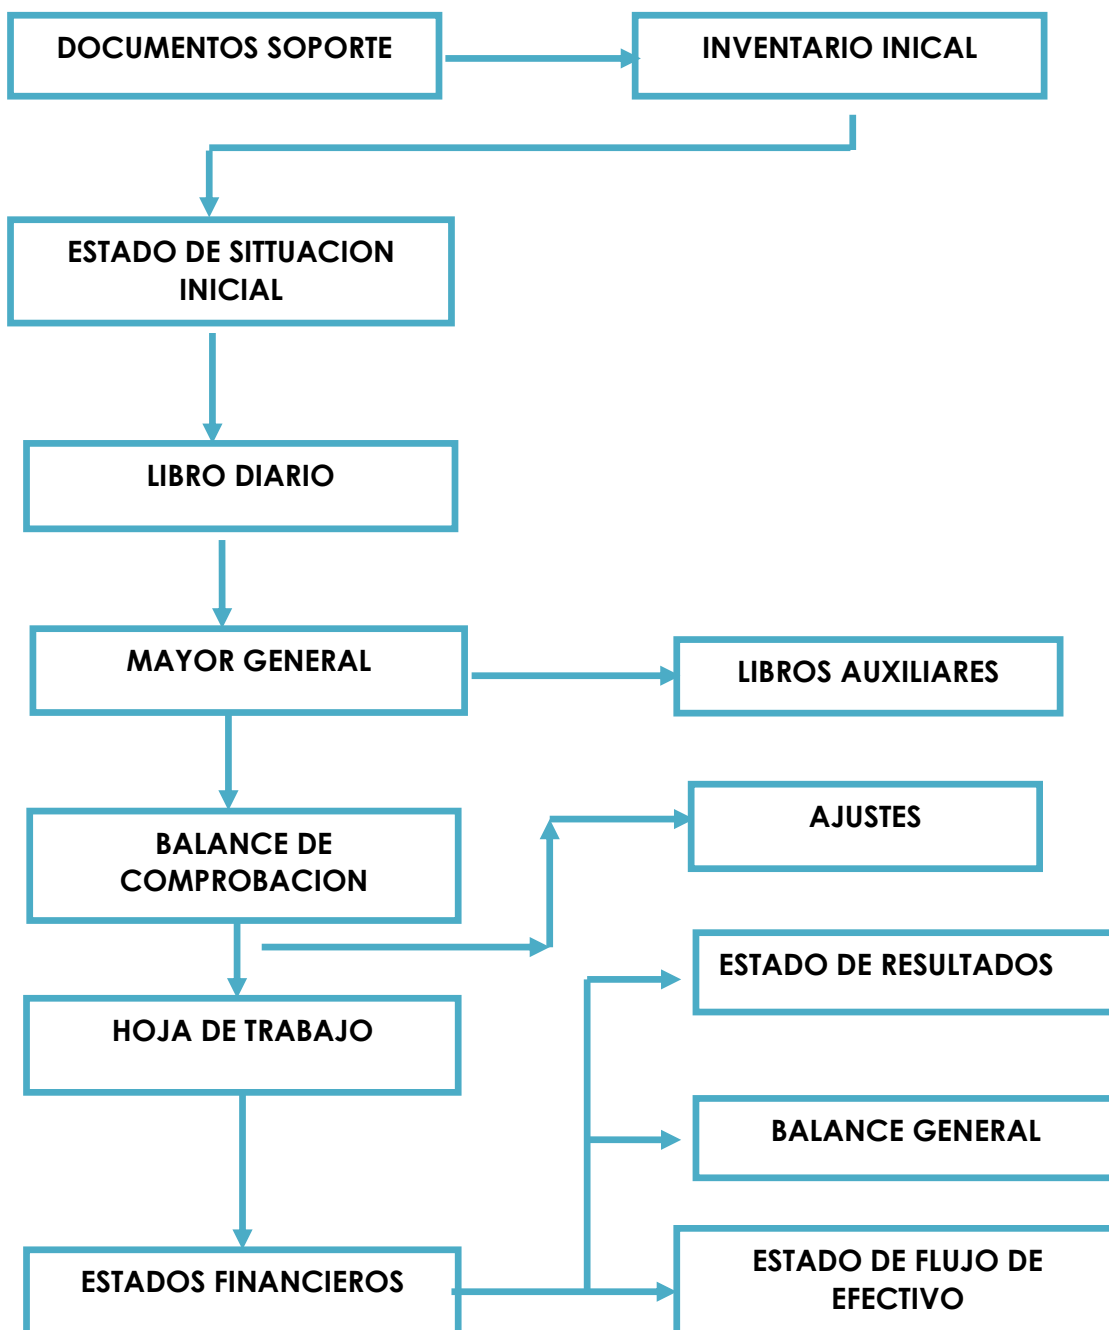 DOCUMENTOS SOPORTE
INVENTARIO INICAL
ESTADO DE SITTUACION
INICIAL
LIBRO DIARIO
MAYOR GENERAL
LIBROS AUXILIARES
BALANCE DE
COMPROBACION
AJUSTES
ESTADO DE RESULTADOS
HOJA DE TRABAJO
BALANCE GENERAL
ESTADOS FINANCIEROS
ESTADO DE FLUJO DE
EFECTIVO